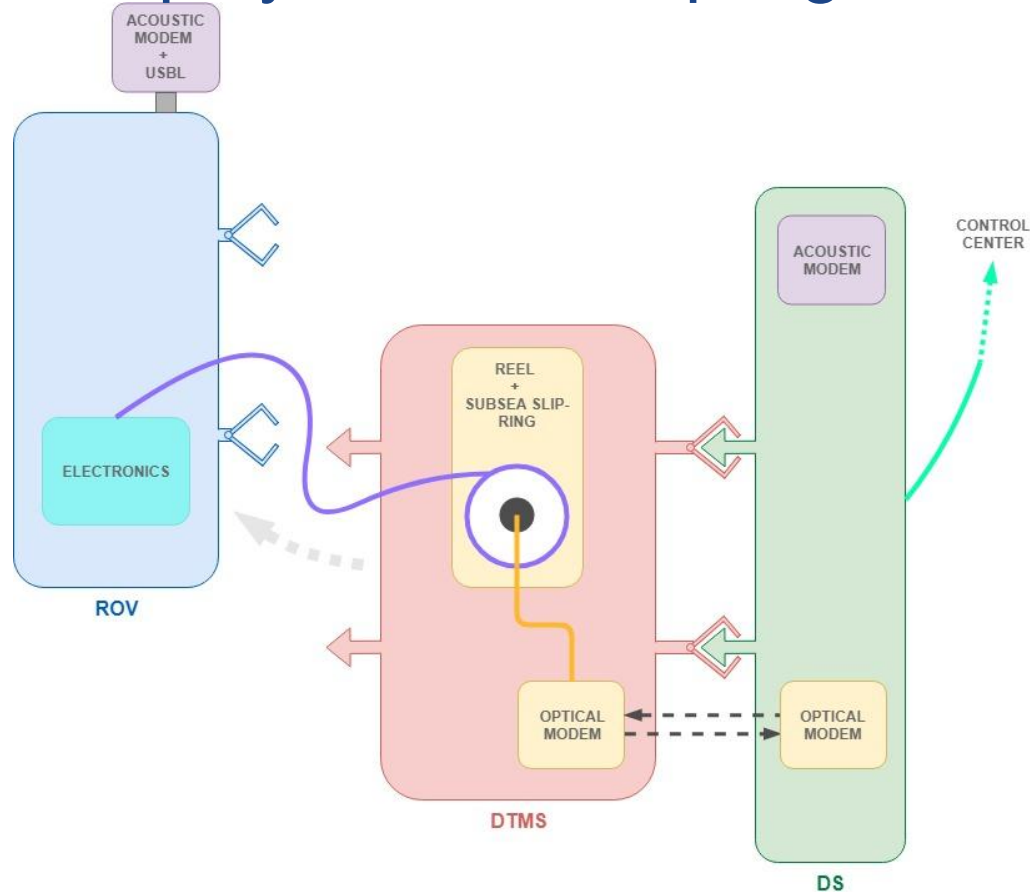 ACOUSTIC
MODEM
+
USBL
ELECTRONICS
ROV
REEL
+
SUBSEA SLIP-
RING
OPTICAL
MODEM
DTMS
ACOUSTIC
MODEM
OPTICAL
MODEM
DS
CONTROL
CENTER